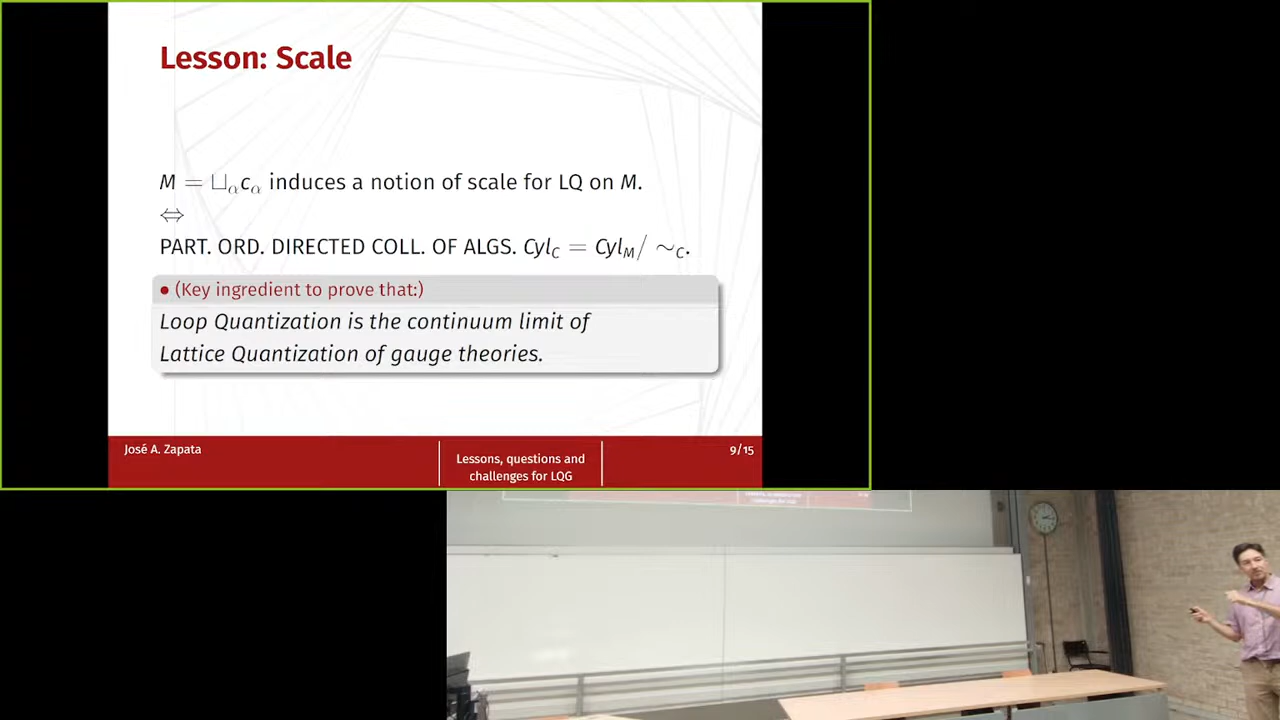 Lesson: Scale
M = ⊔_α c_α induces a notion of scale for LQ on M.
⇔
PART. ORD. DIRECTED COLL. OF ALGS. Cyl_C = Cyl_M / ∼_C.
• (Key ingredient to prove that:)
Loop Quantization is the continuum limit of
Lattice Quantization of gauge theories.
José A. Zapata
Lessons, questions and
challenges for LQG
9/15